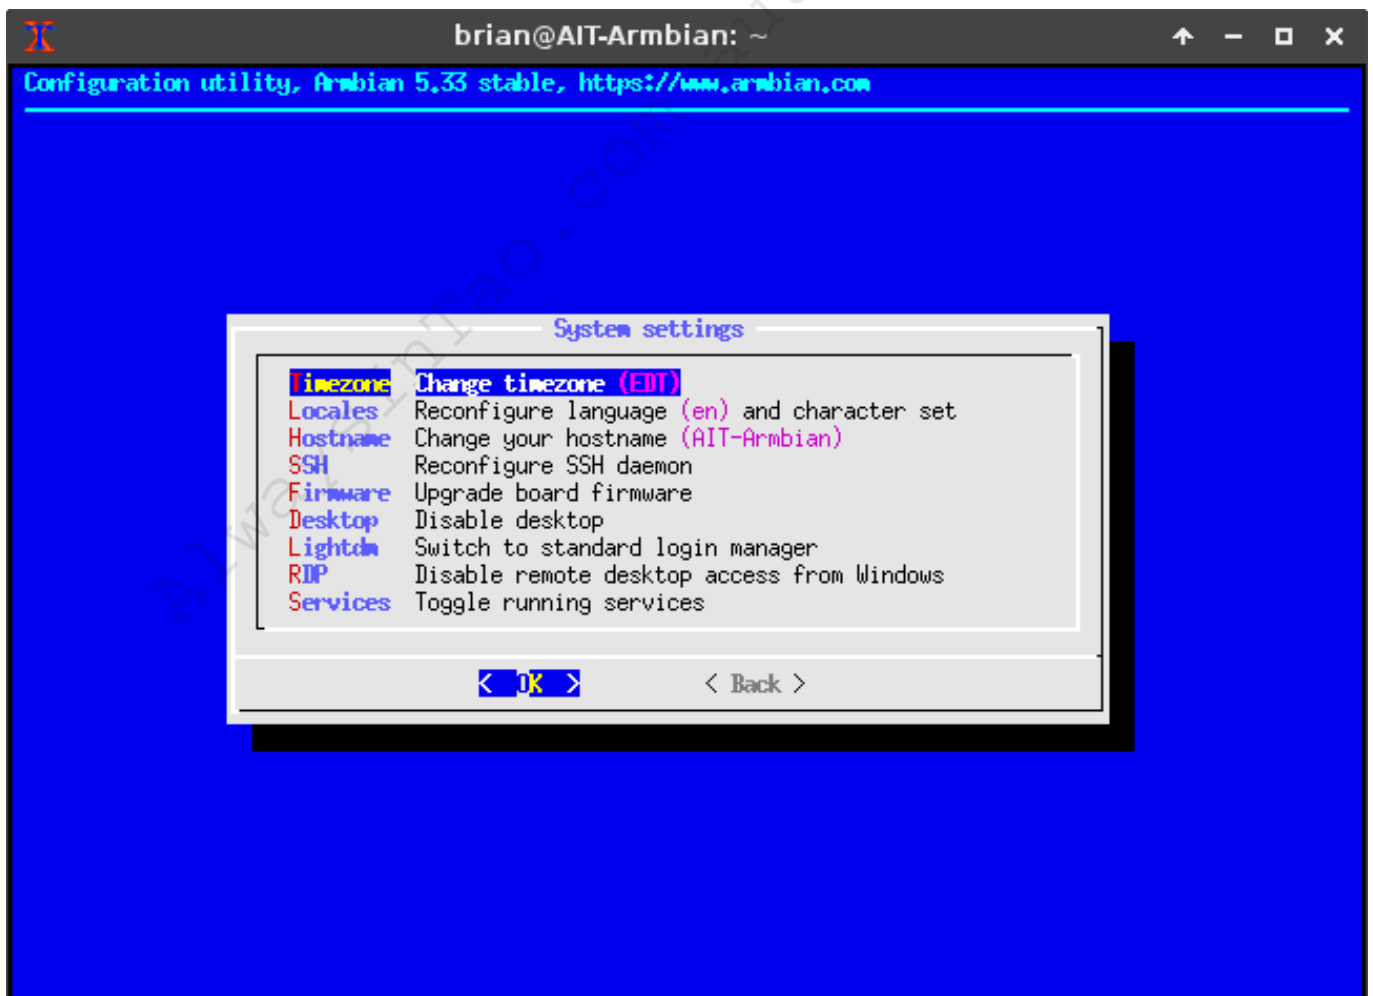 brian@AIT-Armbian: ~
Configuration utility, Armbian 5.33 stable, https://www.armbian.com
System settings
Timezone Change timezone (EDT)
Locales Reconfigure language (en) and character set
Hostname Change your hostname (AIT-Armbian)
SSH Reconfigure SSH daemon
Firmware Upgrade board firmware
Desktop Disable desktop
Lightdm Switch to standard login manager
RDP Disable remote desktop access from Windows
Services Toggle running services
< OK > < Back >
AlwaysinTao.com.au